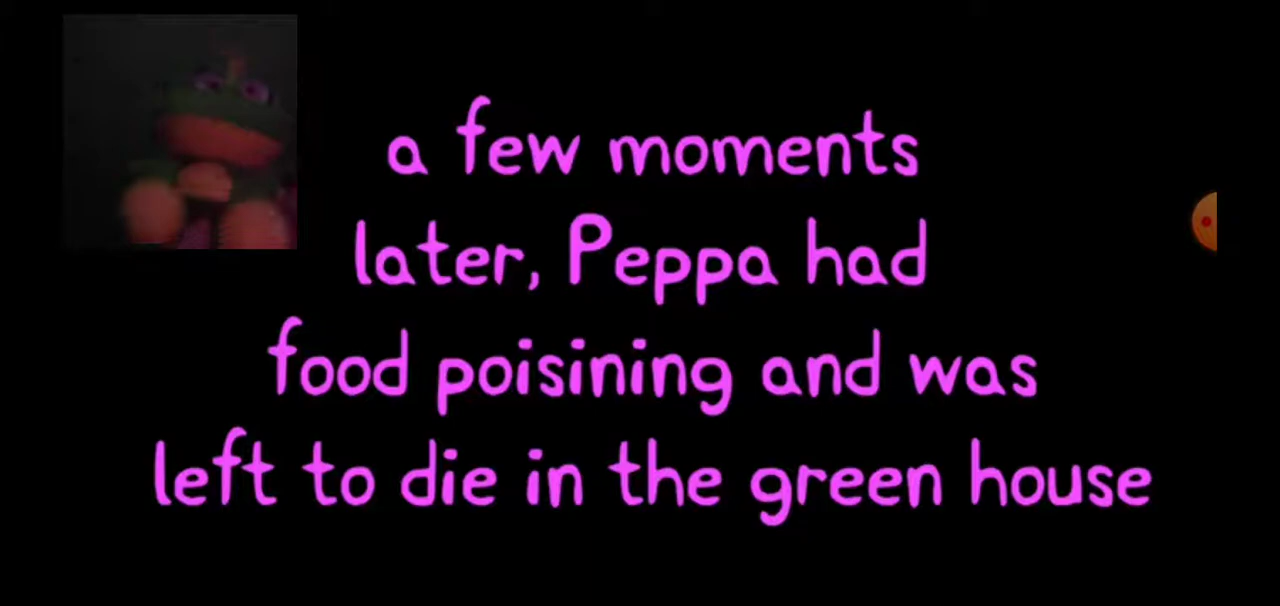 a few moments
later, Peppa had
food poisining and was
left to die in the green house